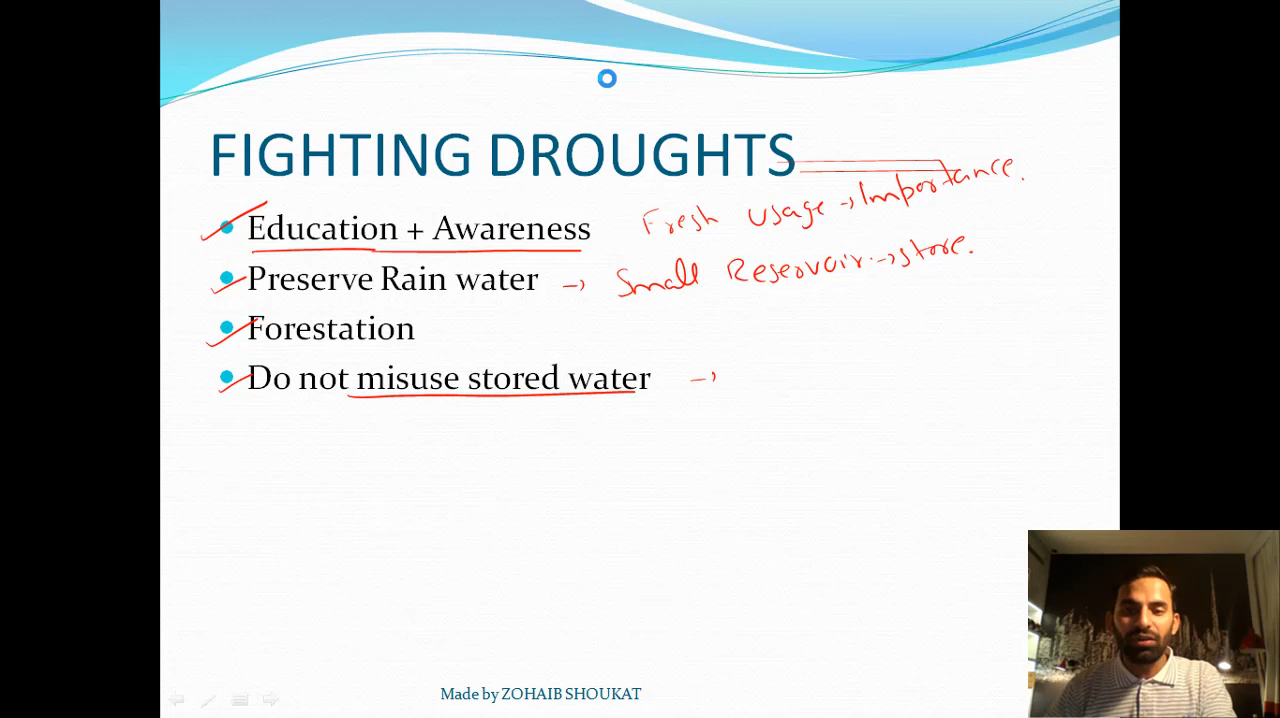 FIGHTING DROUGHTS
Education + Awareness Fresh usage → Importance.
Preserve Rain water → Small Reservoir → store.
Forestation
Do not misuse stored water →
Made by ZOHAIB SHOUKAT